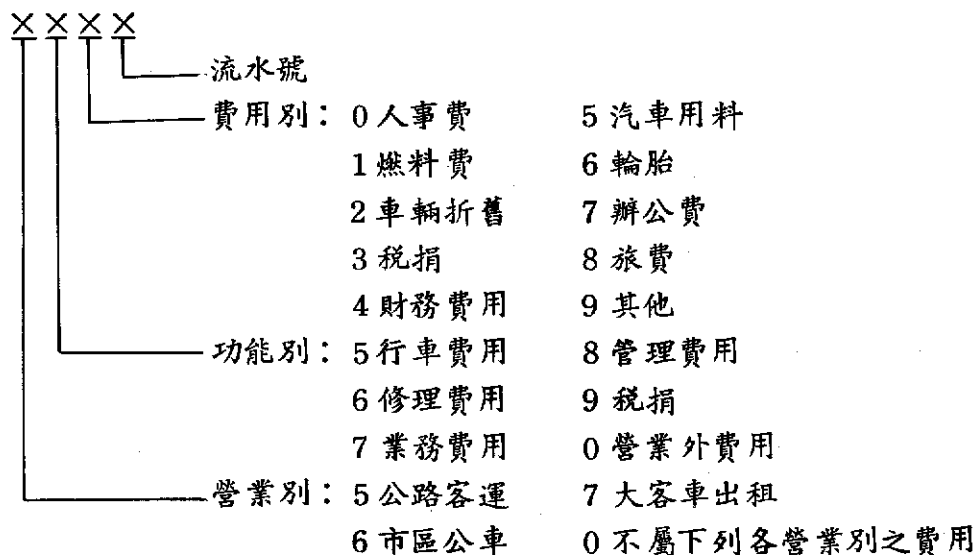 ××××
流水號
費用別：0人事費 5汽車用料
1燃料費 6輪胎
2車輛折舊 7辦公費
3稅捐 8旅費
4財務費用 9其他
功能別：5行車費用 8管理費用
6修理費用 9稅捐
7業務費用 0營業外費用
營業別：5公路客運 7大客車出租
6市區公車 0不屬下列各營業別之費用